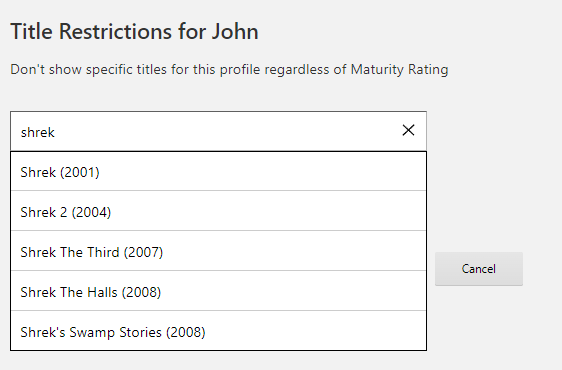 Title Restrictions for John
Don't show specific titles for this profile regardless of Maturity Rating
shrek
Shrek (2001)
Shrek 2 (2004)
Shrek The Third (2007)
Cancel
Shrek The Halls (2008)
Shrek's Swamp Stories (2008)